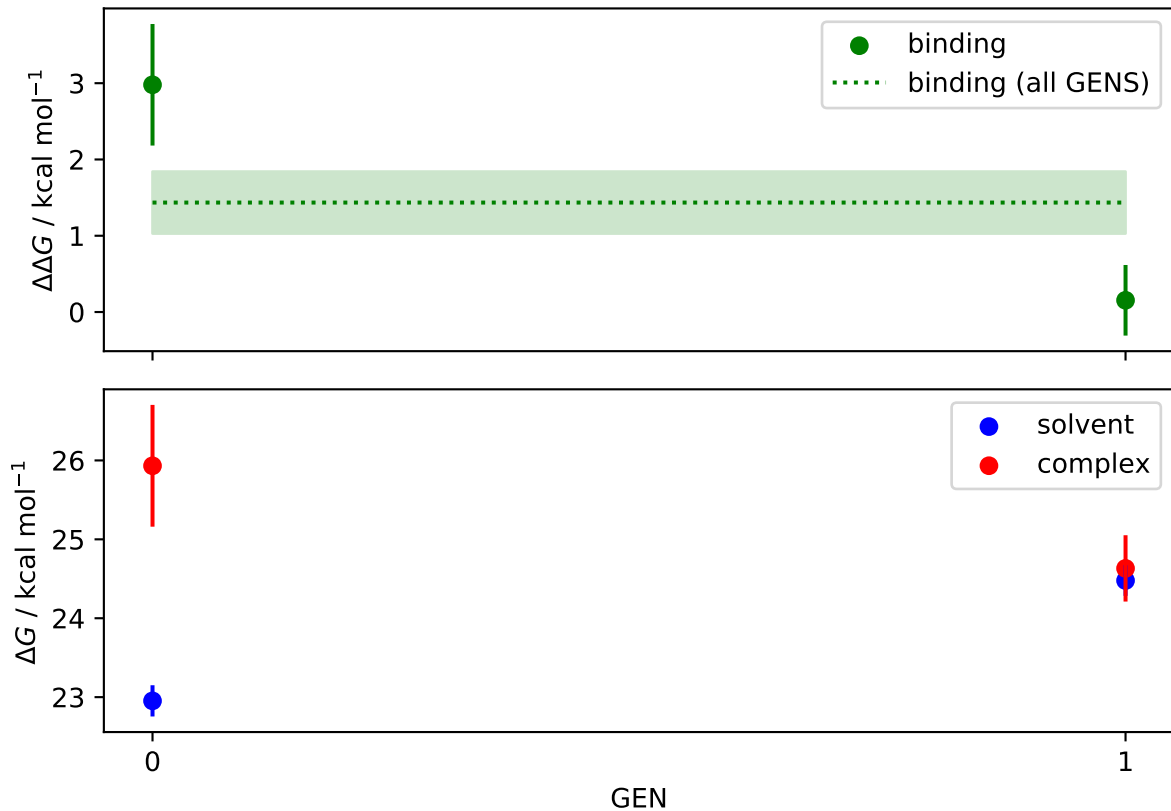 binding
binding (all GENS)
3
2
1
0
ΔΔG / kcal mol⁻¹
solvent
complex
26
25
24
23
ΔG / kcal mol⁻¹
0 1
GEN